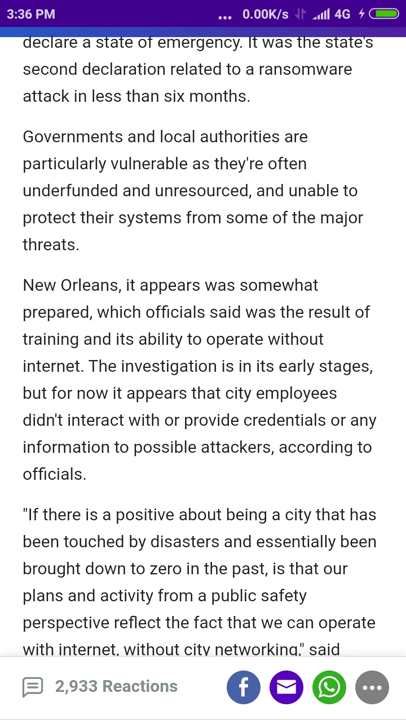 3:36 PM ... 0.00K/s 4G
declare a state of emergency. It was the state's
second declaration related to a ransomware
attack in less than six months.
Governments and local authorities are
particularly vulnerable as they're often
underfunded and unresourced, and unable to
protect their systems from some of the major
threats.
New Orleans, it appears was somewhat
prepared, which officials said was the result of
training and its ability to operate without
internet. The investigation is in its early stages,
but for now it appears that city employees
didn't interact with or provide credentials or any
information to possible attackers, according to
officials.
"If there is a positive about being a city that has
been touched by disasters and essentially been
brought down to zero in the past, is that our
plans and activity from a public safety
perspective reflect the fact that we can operate
with internet, without city networking," said
2,933 Reactions